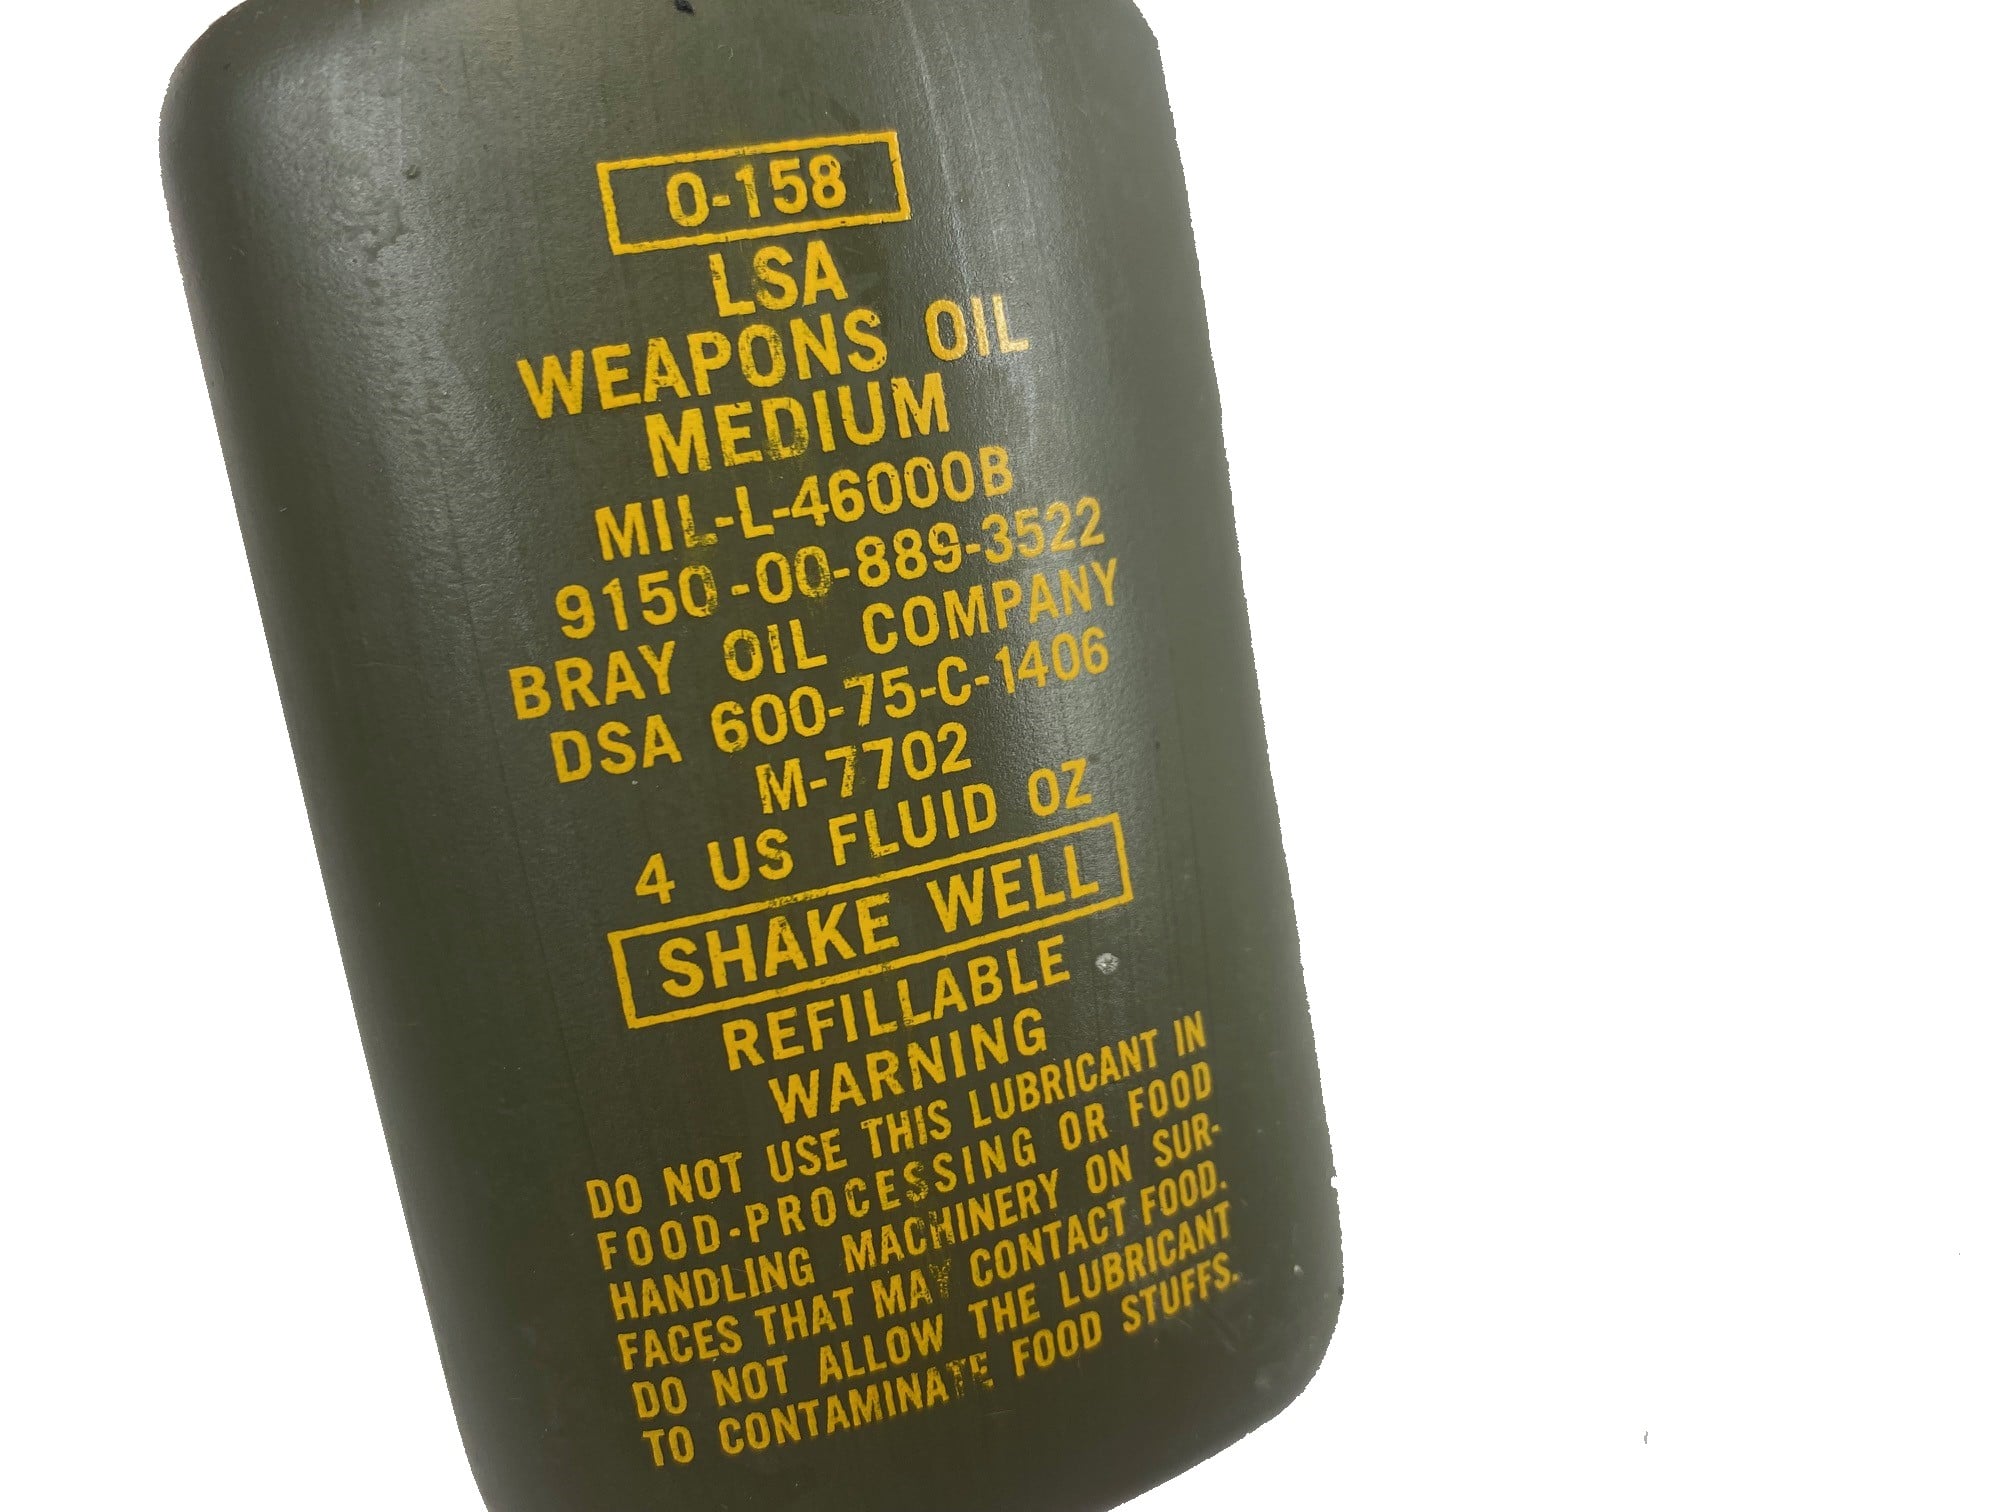 O-158
LSA
WEAPONS OIL
MEDIUM
MIL-L-46000B
9150-00-889-3522
BRAY OIL COMPANY
DSA 600-75-C-1406
M-7702
4 US FLUID OZ
SHAKE WELL
REFILLABLE
WARNING
DO NOT USE THIS LUBRICANT IN
FOOD-PROCESSING OR FOOD
HANDLING MACHINERY ON SUR-
FACES THAT MAY CONTACT FOOD.
DO NOT ALLOW THE LUBRICANT
TO CONTAMINATE FOOD STUFFS.